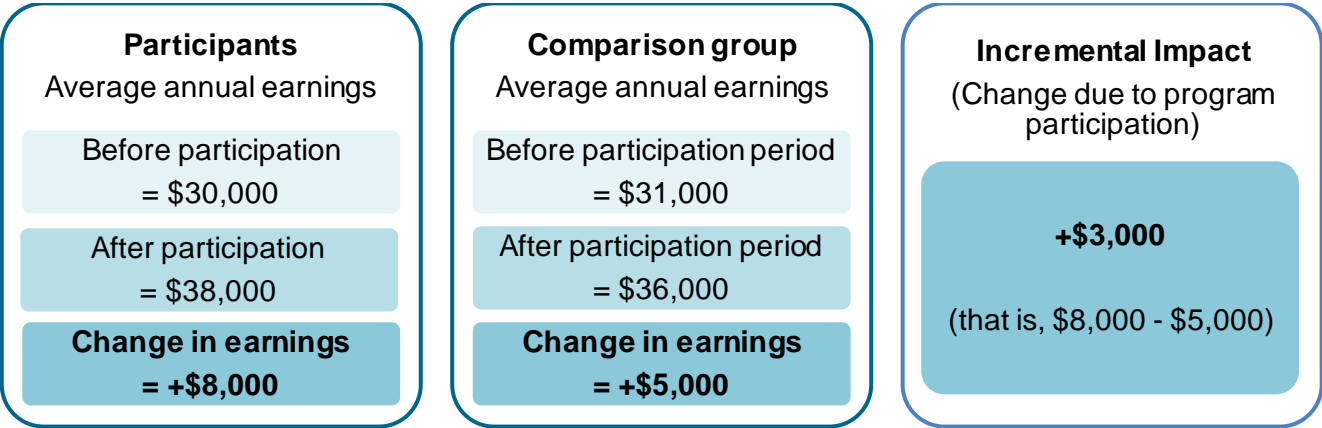 Participants
Average annual earnings
Before participation
= $30,000
After participation
= $38,000
Change in earnings
= +$8,000
Comparison group
Average annual earnings
Before participation period
= $31,000
After participation period
= $36,000
Change in earnings
= +$5,000
Incremental Impact
(Change due to program
participation)
+$3,000
(that is, $8,000 - $5,000)